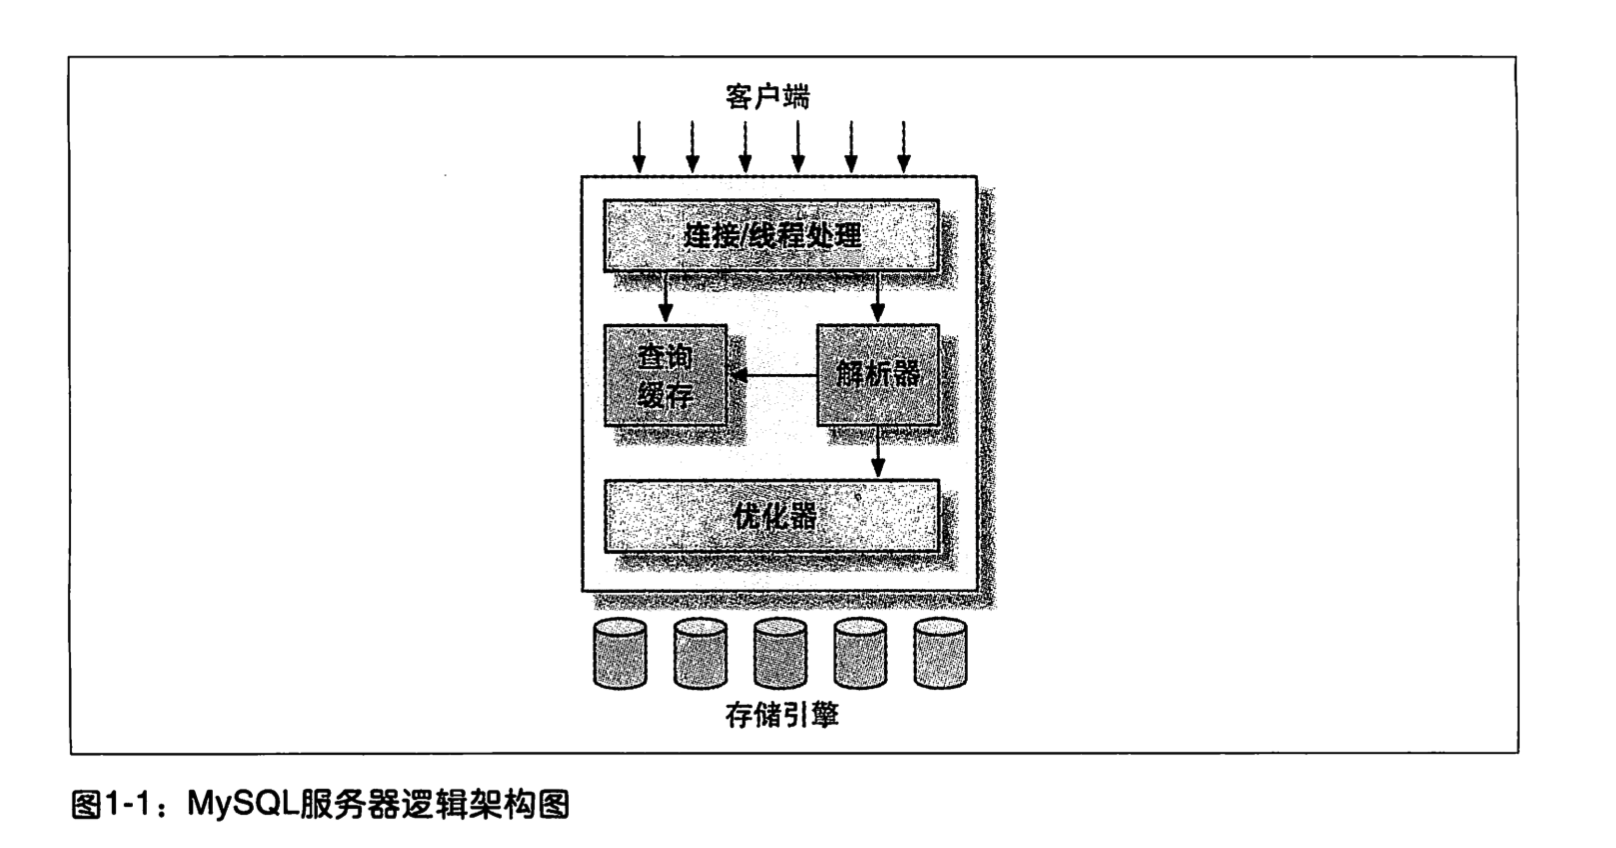 客户端
连接/线程处理
查询
缓存
解析器
优化器
存储引擎
图1-1：MySQL服务器逻辑架构图